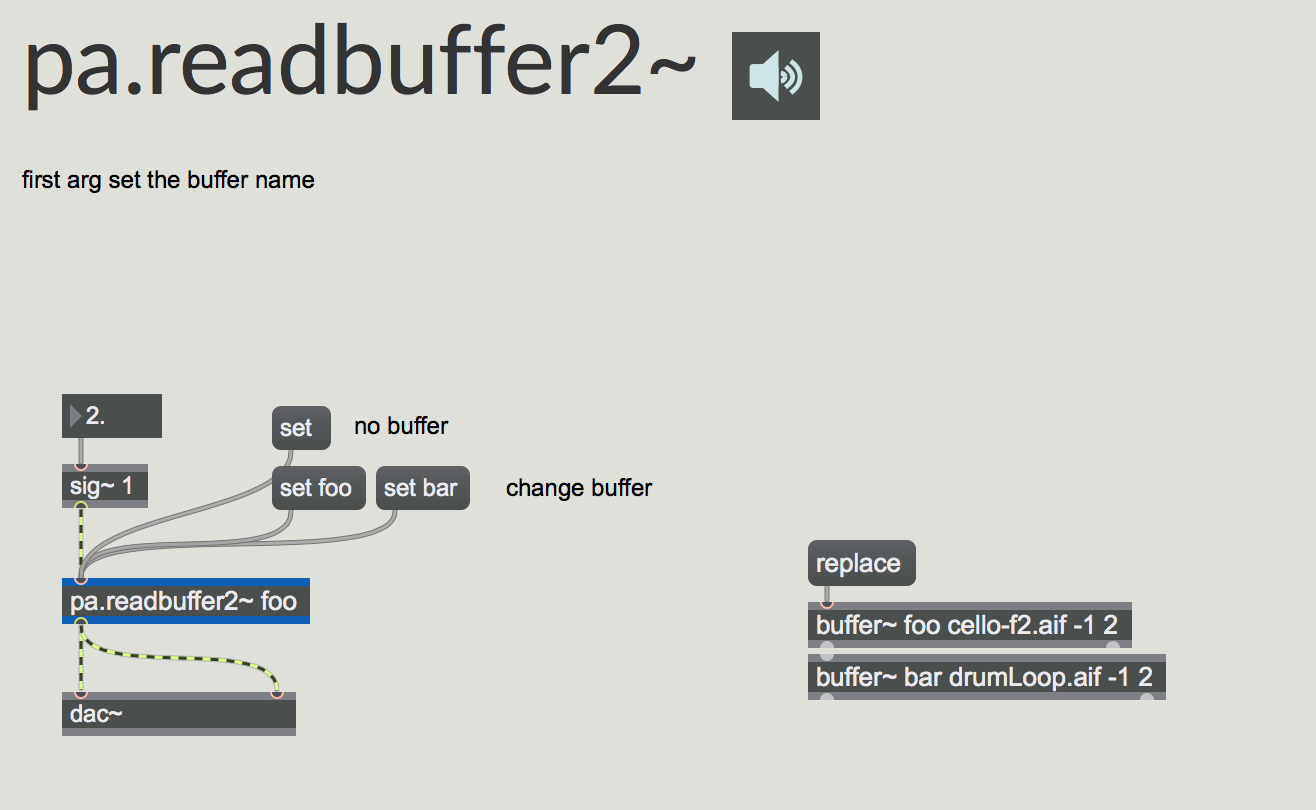 pa.readbuffer2~
first arg set the buffer name
2.
set
no buffer
sig~ 1
set foo
set bar
change buffer
replace
pa.readbuffer2~ foo
buffer~ foo cello-f2.aif -1 2
buffer~ bar drumLoop.aif -1 2
dac~